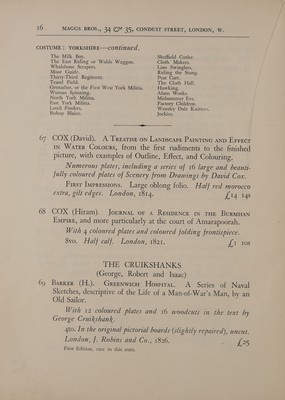 16 MAGGS BROS., 34 & 35, CONDUIT STREET, LONDON, W.
COSTUME: YORKSHIRE—continued.
The Milk Boy.
The East Riding or Wolds Waggon.
Whalebone Scrapers.
Moor Guide.
Thirty-Third Regiment.
Teasel Field.
Grenadier, or the First West York Militia.
Woman Spinning.
North York Militia.
East York Militia.
Leech Finders.
Bishop Blaize.
Sheffield Cutler.
Cloth Makers.
Line Swinglers.
Riding the Stang.
Peat Cart.
The Cloth Hall.
Hawking.
Alum Works.
Midsummer Eve.
Factory Children.
Wensley Dale Knitters.
Jockies.
67 COX (David). A Treatise on Landscape Painting and Effect
in Water Colours, from the first rudiments to the finished
picture, with examples of Outline, Effect, and Colouring.
Numerous plates, including a series of 16 large and beauti-
fully coloured plates of Scenery from Drawings by David Cox.
First Impressions. Large oblong folio. Half red morocco
extra, gilt edges. London, 1814. £14 14s
68 COX (Hiram). Journal of a Residence in the Burmhan
Empire, and more particularly at the court of Amarapoorah.
With 4 coloured plates and coloured folding frontispiece.
8vo. Half calf. London, 1821. £1 10s
THE CRUIKSHANKS
(George, Robert and Isaac)
69 Barker (H.). Greenwich Hospital. A Series of Naval
Sketches, descriptive of the Life of a Man-of-War's Man, by an
Old Sailor.
With 12 coloured plates and 16 woodcuts in the text by
George Cruikshank.
4to. In the original pictorial boards (slightly repaired), uncut.
London, J. Robins and Co., 1826. £25
First Edition, rare in this state.